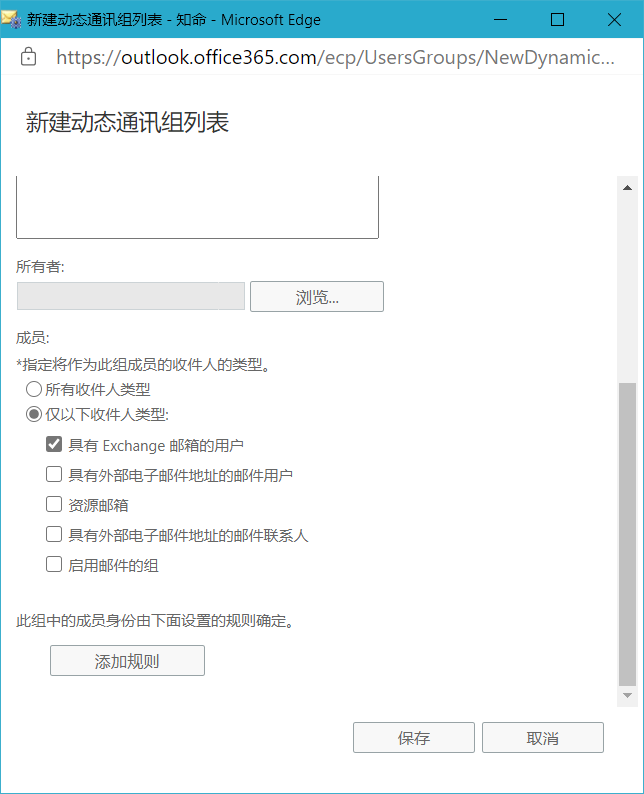 新建动态通讯组列表 - 知命 - Microsoft Edge
https://outlook.office365.com/ecp/UsersGroups/NewDynamic...
新建动态通讯组列表
所有者:
浏览...
成员:
*指定将作为此组成员的收件人的类型。
所有收件人类型
仅以下收件人类型:
具有 Exchange 邮箱的用户
具有外部电子邮件地址的邮件用户
资源邮箱
具有外部电子邮件地址的邮件联系人
启用邮件的组
此组中的成员身份由下面设置的规则确定。
添加规则
保存 取消